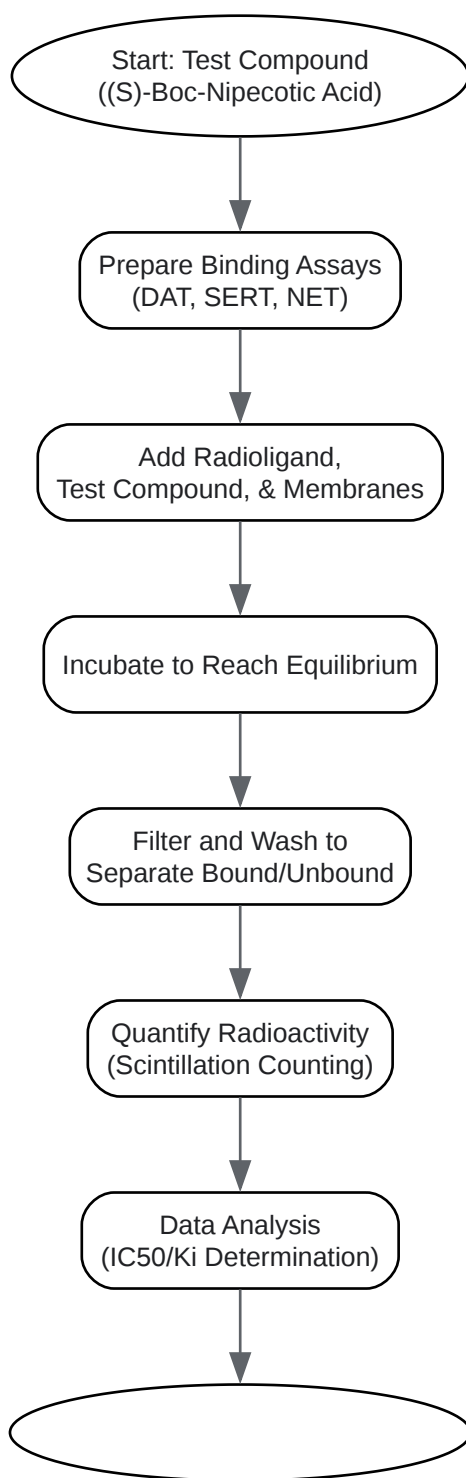 Start: Test Compound
((S)-Boc-Nipecotic Acid)
Prepare Binding Assays
(DAT, SERT, NET)
Add Radioligand,
Test Compound, & Membranes
Incubate to Reach Equilibrium
Filter and Wash to
Separate Bound/Unbound
Quantify Radioactivity
(Scintillation Counting)
Data Analysis
(IC50/Ki Determination)